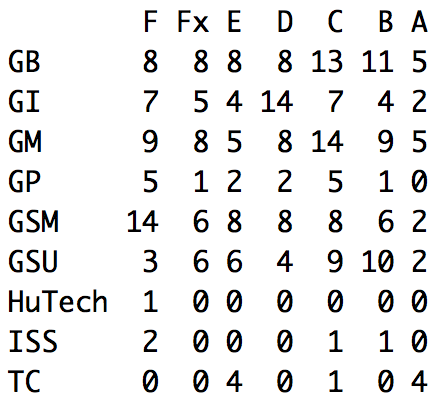 F Fx E D C B A
GB 8 8 8 8 13 11 5
GI 7 5 4 14 7 4 2
GM 9 8 5 8 14 9 5
GP 5 1 2 2 5 1 0
GSM 14 6 8 8 8 6 2
GSU 3 6 6 4 9 10 2
HuTech 1 0 0 0 0 0 0
ISS 2 0 0 0 1 1 0
TC 0 0 4 0 1 0 4